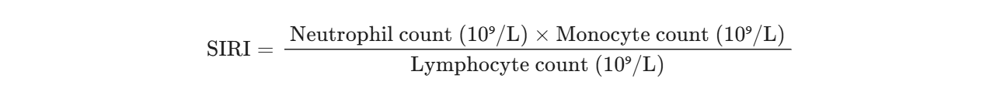 SIRI = Neutrophil count (10⁹/L) × Monocyte count (10⁹/L)
Lymphocyte count (10⁹/L)